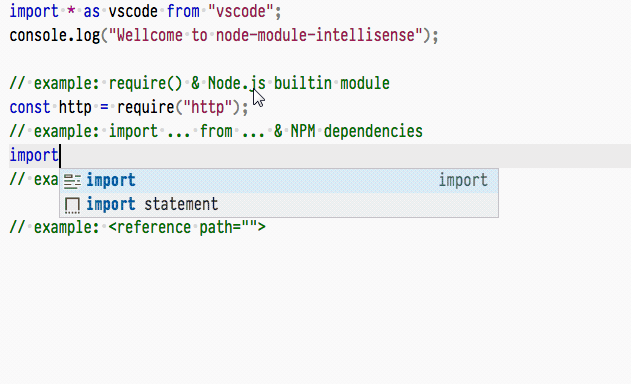 import * as vscode from "vscode";
console.log("Wellcome to node-module-intellisense");
// example: require() & Node.js builtin module
const http = require("http");
// example: import ... from ... & NPM dependencies
import
import import
// exa
import statement
// example: <reference path="">